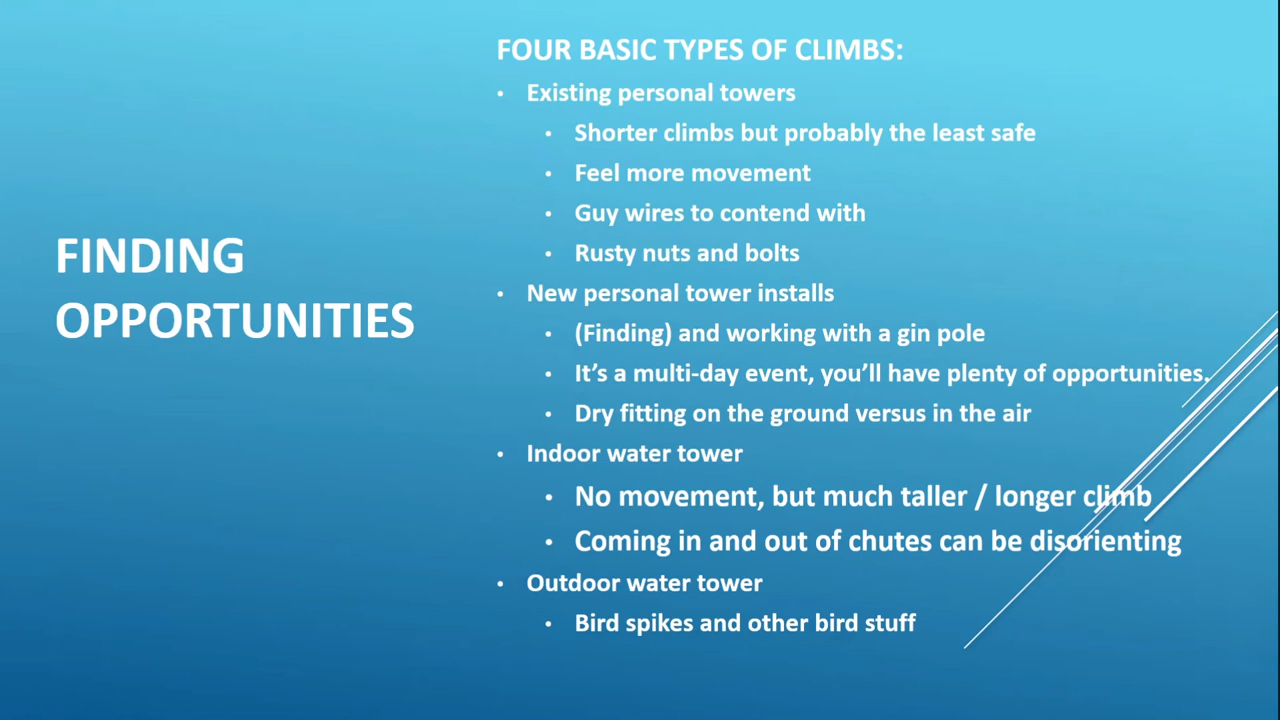 FINDING
OPPORTUNITIES
FOUR BASIC TYPES OF CLIMBS:
• Existing personal towers
• Shorter climbs but probably the least safe
• Feel more movement
• Guy wires to contend with
• Rusty nuts and bolts
• New personal tower installs
• (Finding) and working with a gin pole
• It’s a multi-day event, you’ll have plenty of opportunities.
• Dry fitting on the ground versus in the air
• Indoor water tower
• No movement, but much taller / longer climb
• Coming in and out of chutes can be disorienting
• Outdoor water tower
• Bird spikes and other bird stuff